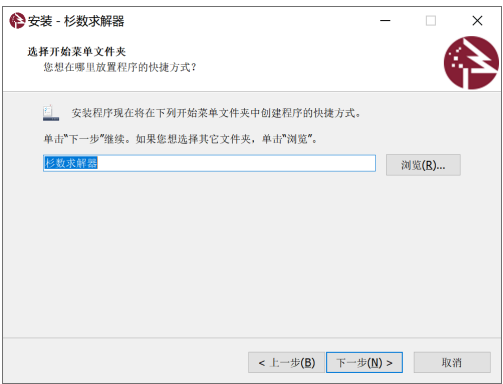 安装 - 杉数求解器
选择开始菜单文件夹
您想在哪里放置程序的快捷方式？
安装程序现在将在下列开始菜单文件夹中创建程序的快捷方式。
单击“下一步”继续。如果您想选择其它文件夹，单击“浏览”。
杉数求解器
浏览(R)...
< 上一步(B)
下一步(N) >
取消